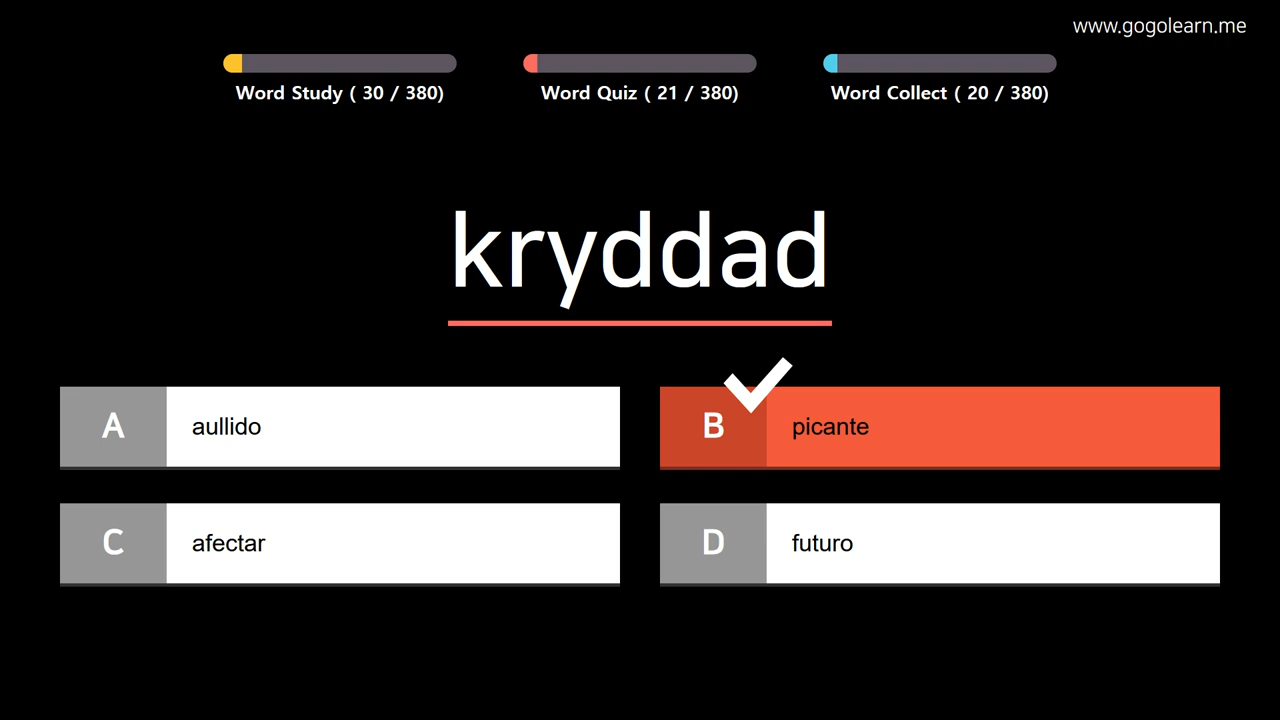 www.gogolearn.me
Word Study ( 30 / 380)
Word Quiz ( 21 / 380)
Word Collect ( 20 / 380)
kryddad
A aullido
B picante
C afectar
D futuro